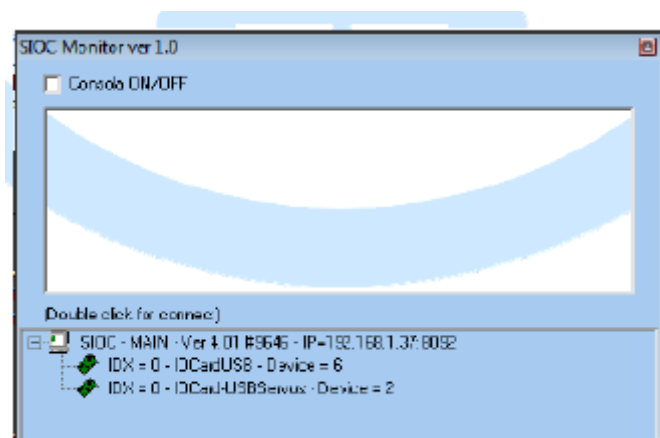 SIOC Monitor ver 1.0
Consola ON/OFF
(Double click for connect)
SIOC - MAIN - Ver 4.01 #9646 - IP=192.168.1.37:8092
IDX = 0 - IOCardUSB - Device = 6
IDX = 0 - IOCard-USBServos - Device = 2